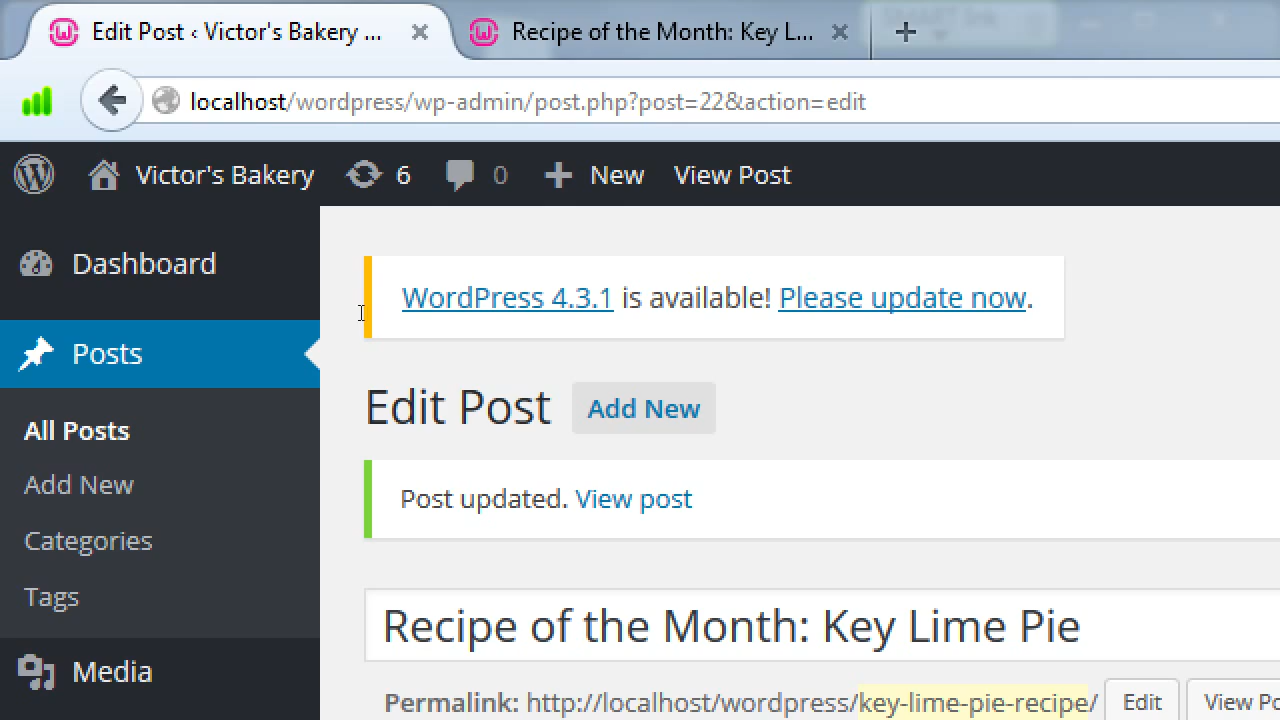 Edit Post ‹ Victor's Bakery ...
Recipe of the Month: Key L...
localhost/wordpress/wp-admin/post.php?post=22&action=edit
Victor's Bakery 6 0 New View Post
Dashboard
WordPress 4.3.1 is available! Please update now.
Posts
Edit Post Add New
All Posts
Add New
Post updated. View post
Categories
Tags
Recipe of the Month: Key Lime Pie
Media
Permalink: http://localhost/wordpress/key-lime-pie-recipe/ Edit View Po